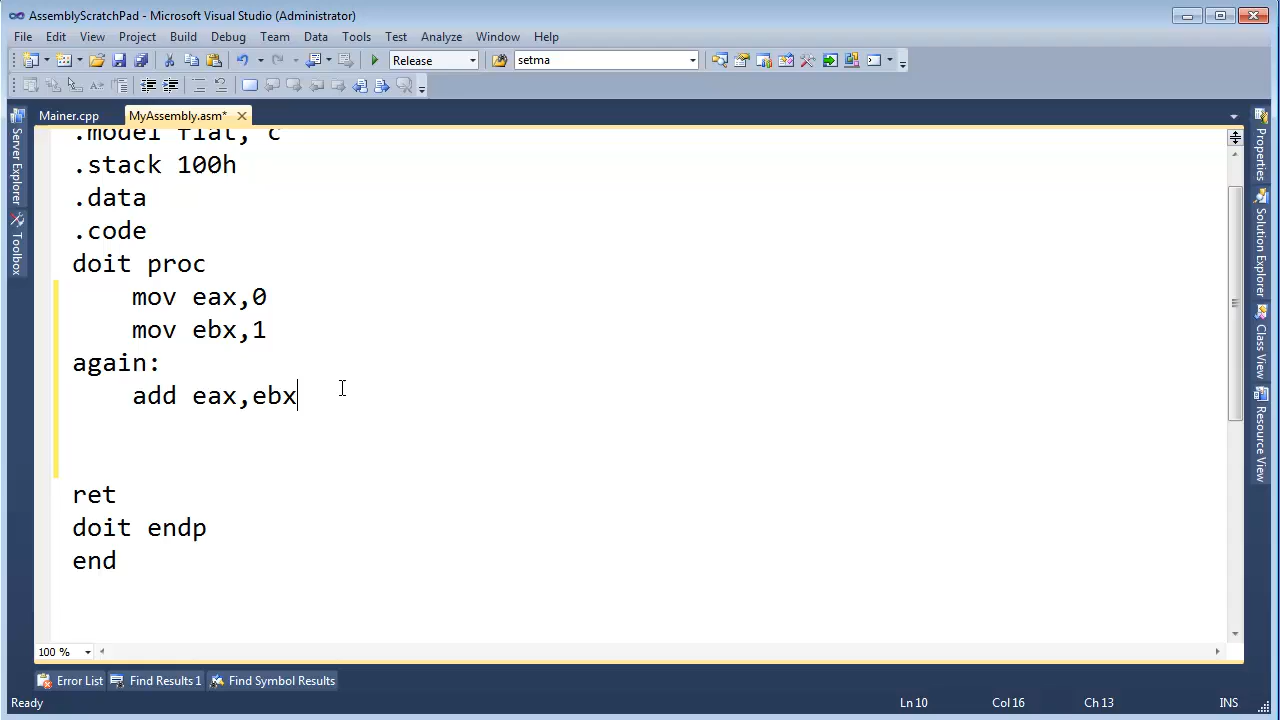 AssemblyScratchPad - Microsoft Visual Studio (Administrator)
File Edit View Project Build Debug Team Data Tools Test Analyze Window Help
Release setma
Mainer.cpp MyAssembly.asm*
.model flat, c
.stack 100h
.data
.code
doit proc
mov eax,0
mov ebx,1
again:
add eax,ebx
ret
doit endp
end
Server Explorer
Toolbox
Properties
Solution Explorer
Class View
Resource View
100 %
Error List Find Results 1 Find Symbol Results
Ready Ln 10 Col 16 Ch 13 INS